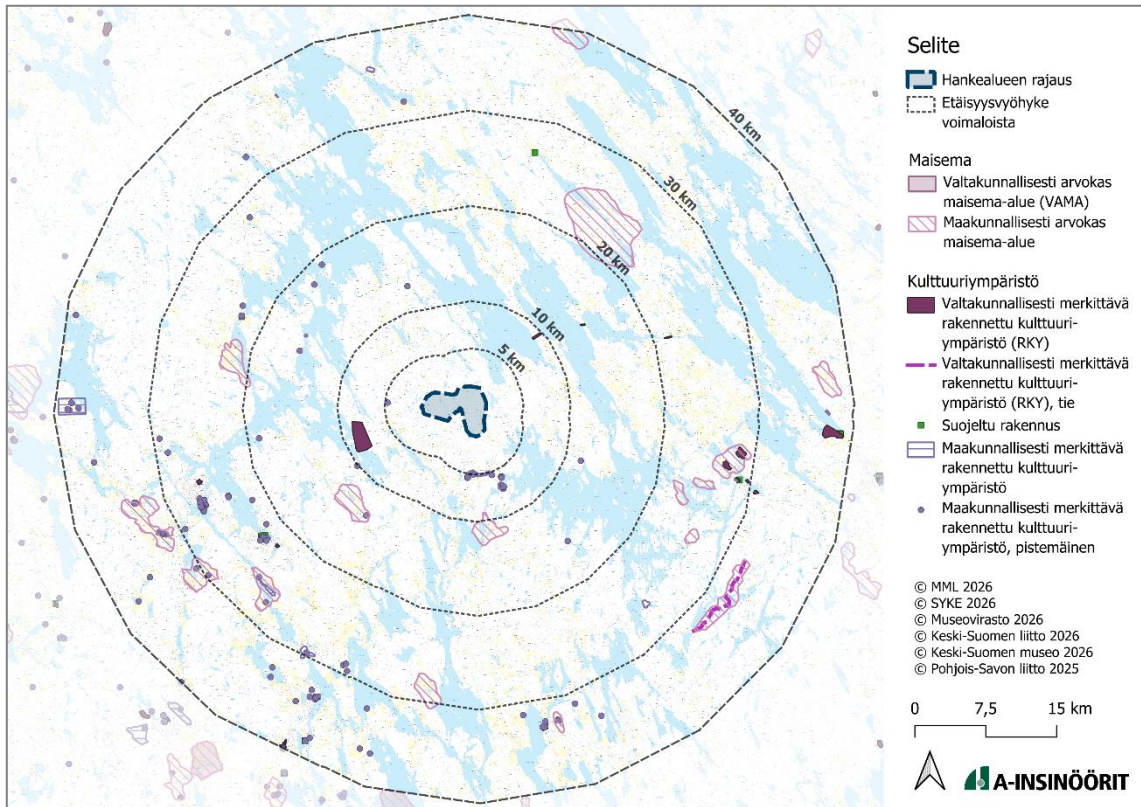 40 km
30 km
20 km
10 km
5 km
Selite
Hankealueen rajaus
Etäisyysvyöhyke
voimaloista
Maisema
Valtakunnallisesti arvokas
maisema-alue (VAMA)
Maakunnallisesti arvokas
maisema-alue
Kulttuuriympäristö
Valtakunnallisesti merkittävä
rakennettu kulttuuri-
ympäristö (RKY)
Valtakunnallisesti merkittävä
rakennettu kulttuuri-
ympäristö (RKY), tie
Suojeltu rakennus
Maakunnallisesti merkittävä
rakennettu kulttuuri-
ympäristö
Maakunnallisesti merkittävä
rakennettu kulttuuri-
ympäristö, pistemäinen
© MML 2026
© SYKE 2026
© Museovirasto 2026
© Keski-Suomen liitto 2026
© Keski-Suomen museo 2026
© Pohjois-Savon liitto 2025
0 7,5 15 km
A-INSINÖÖRIT